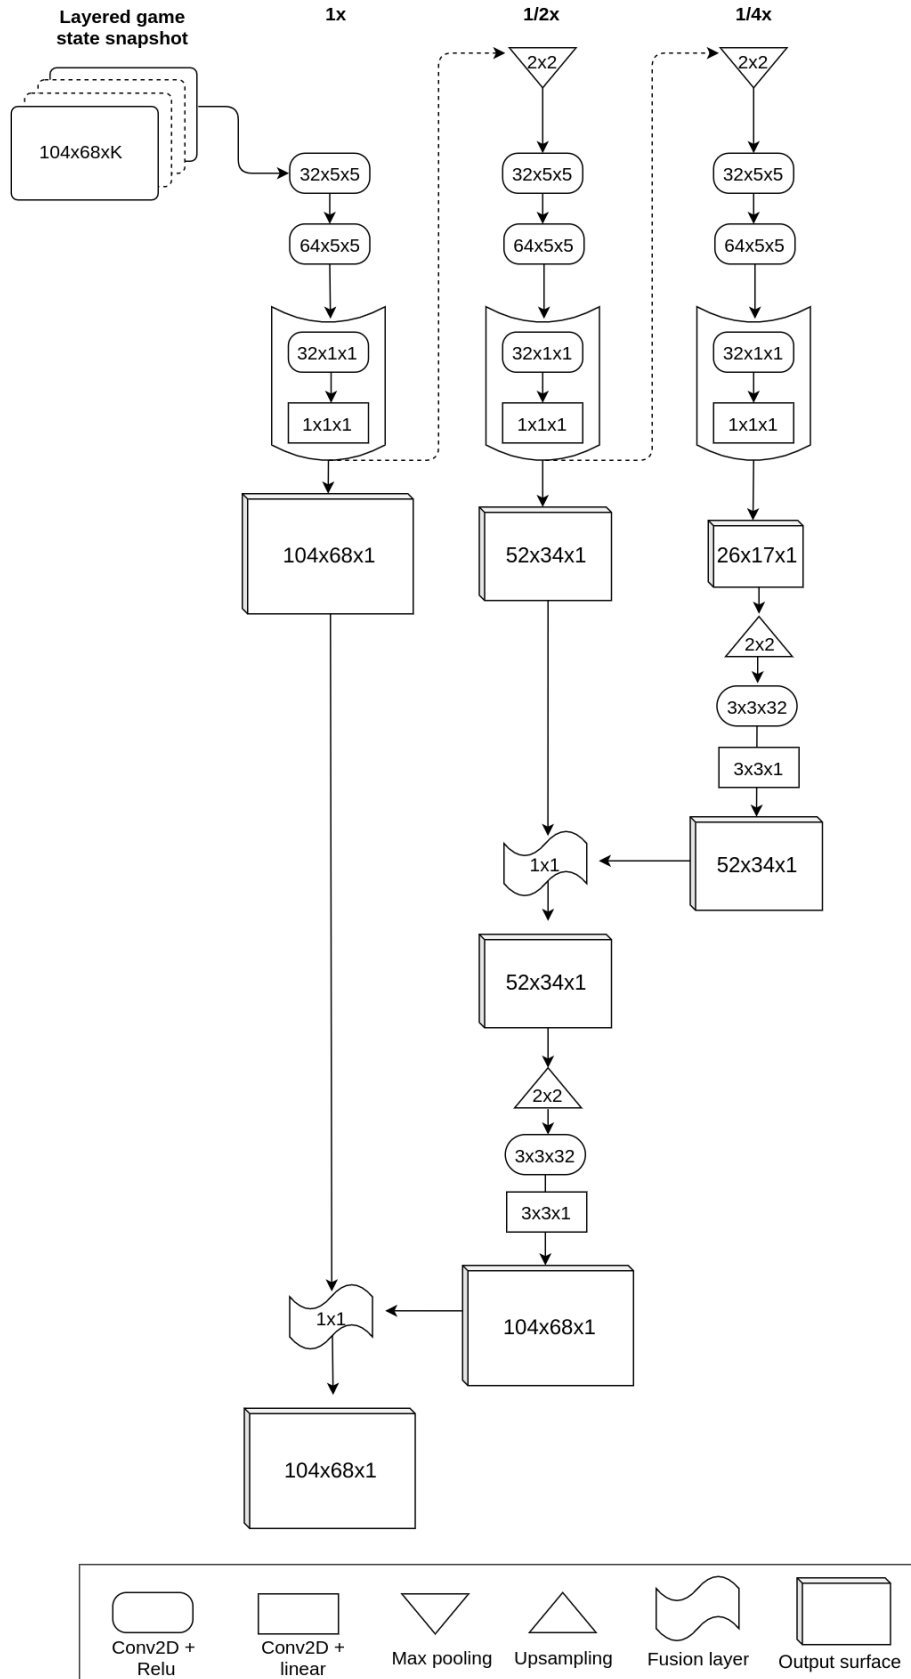 Layered game
state snapshot
1x
1/2x
1/4x
104x68xK
2x2
2x2
32x5x5
32x5x5
32x5x5
64x5x5
64x5x5
64x5x5
32x1x1
32x1x1
32x1x1
1x1x1
1x1x1
1x1x1
104x68x1
52x34x1
26x17x1
2x2
3x3x32
3x3x1
1x1
52x34x1
52x34x1
2x2
3x3x32
3x3x1
1x1
104x68x1
104x68x1
Conv2D +
Relu
Conv2D +
linear
Max pooling
Upsampling
Fusion layer
Output surface